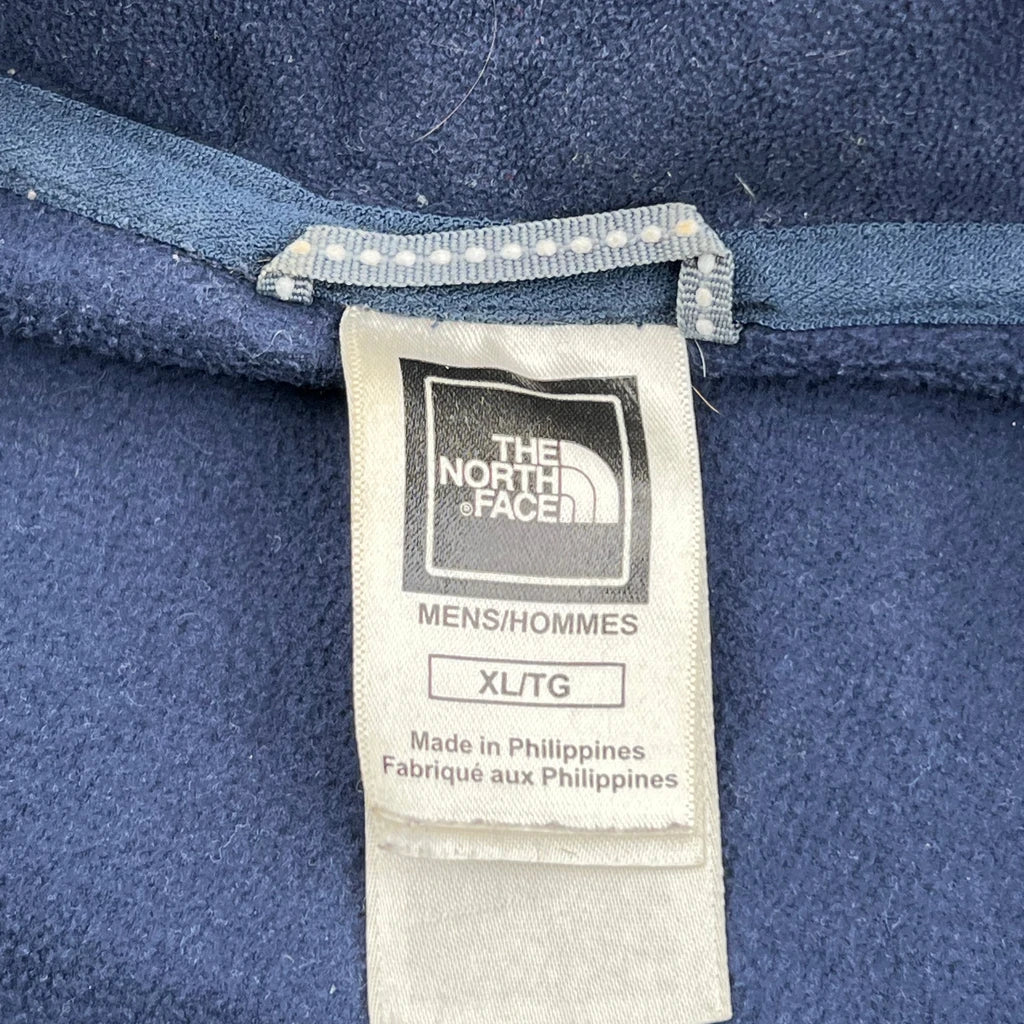 THE
NORTH
®FACE
MENS/HOMMES
XL/TG
Made in Philippines
Fabriqué aux Philippines